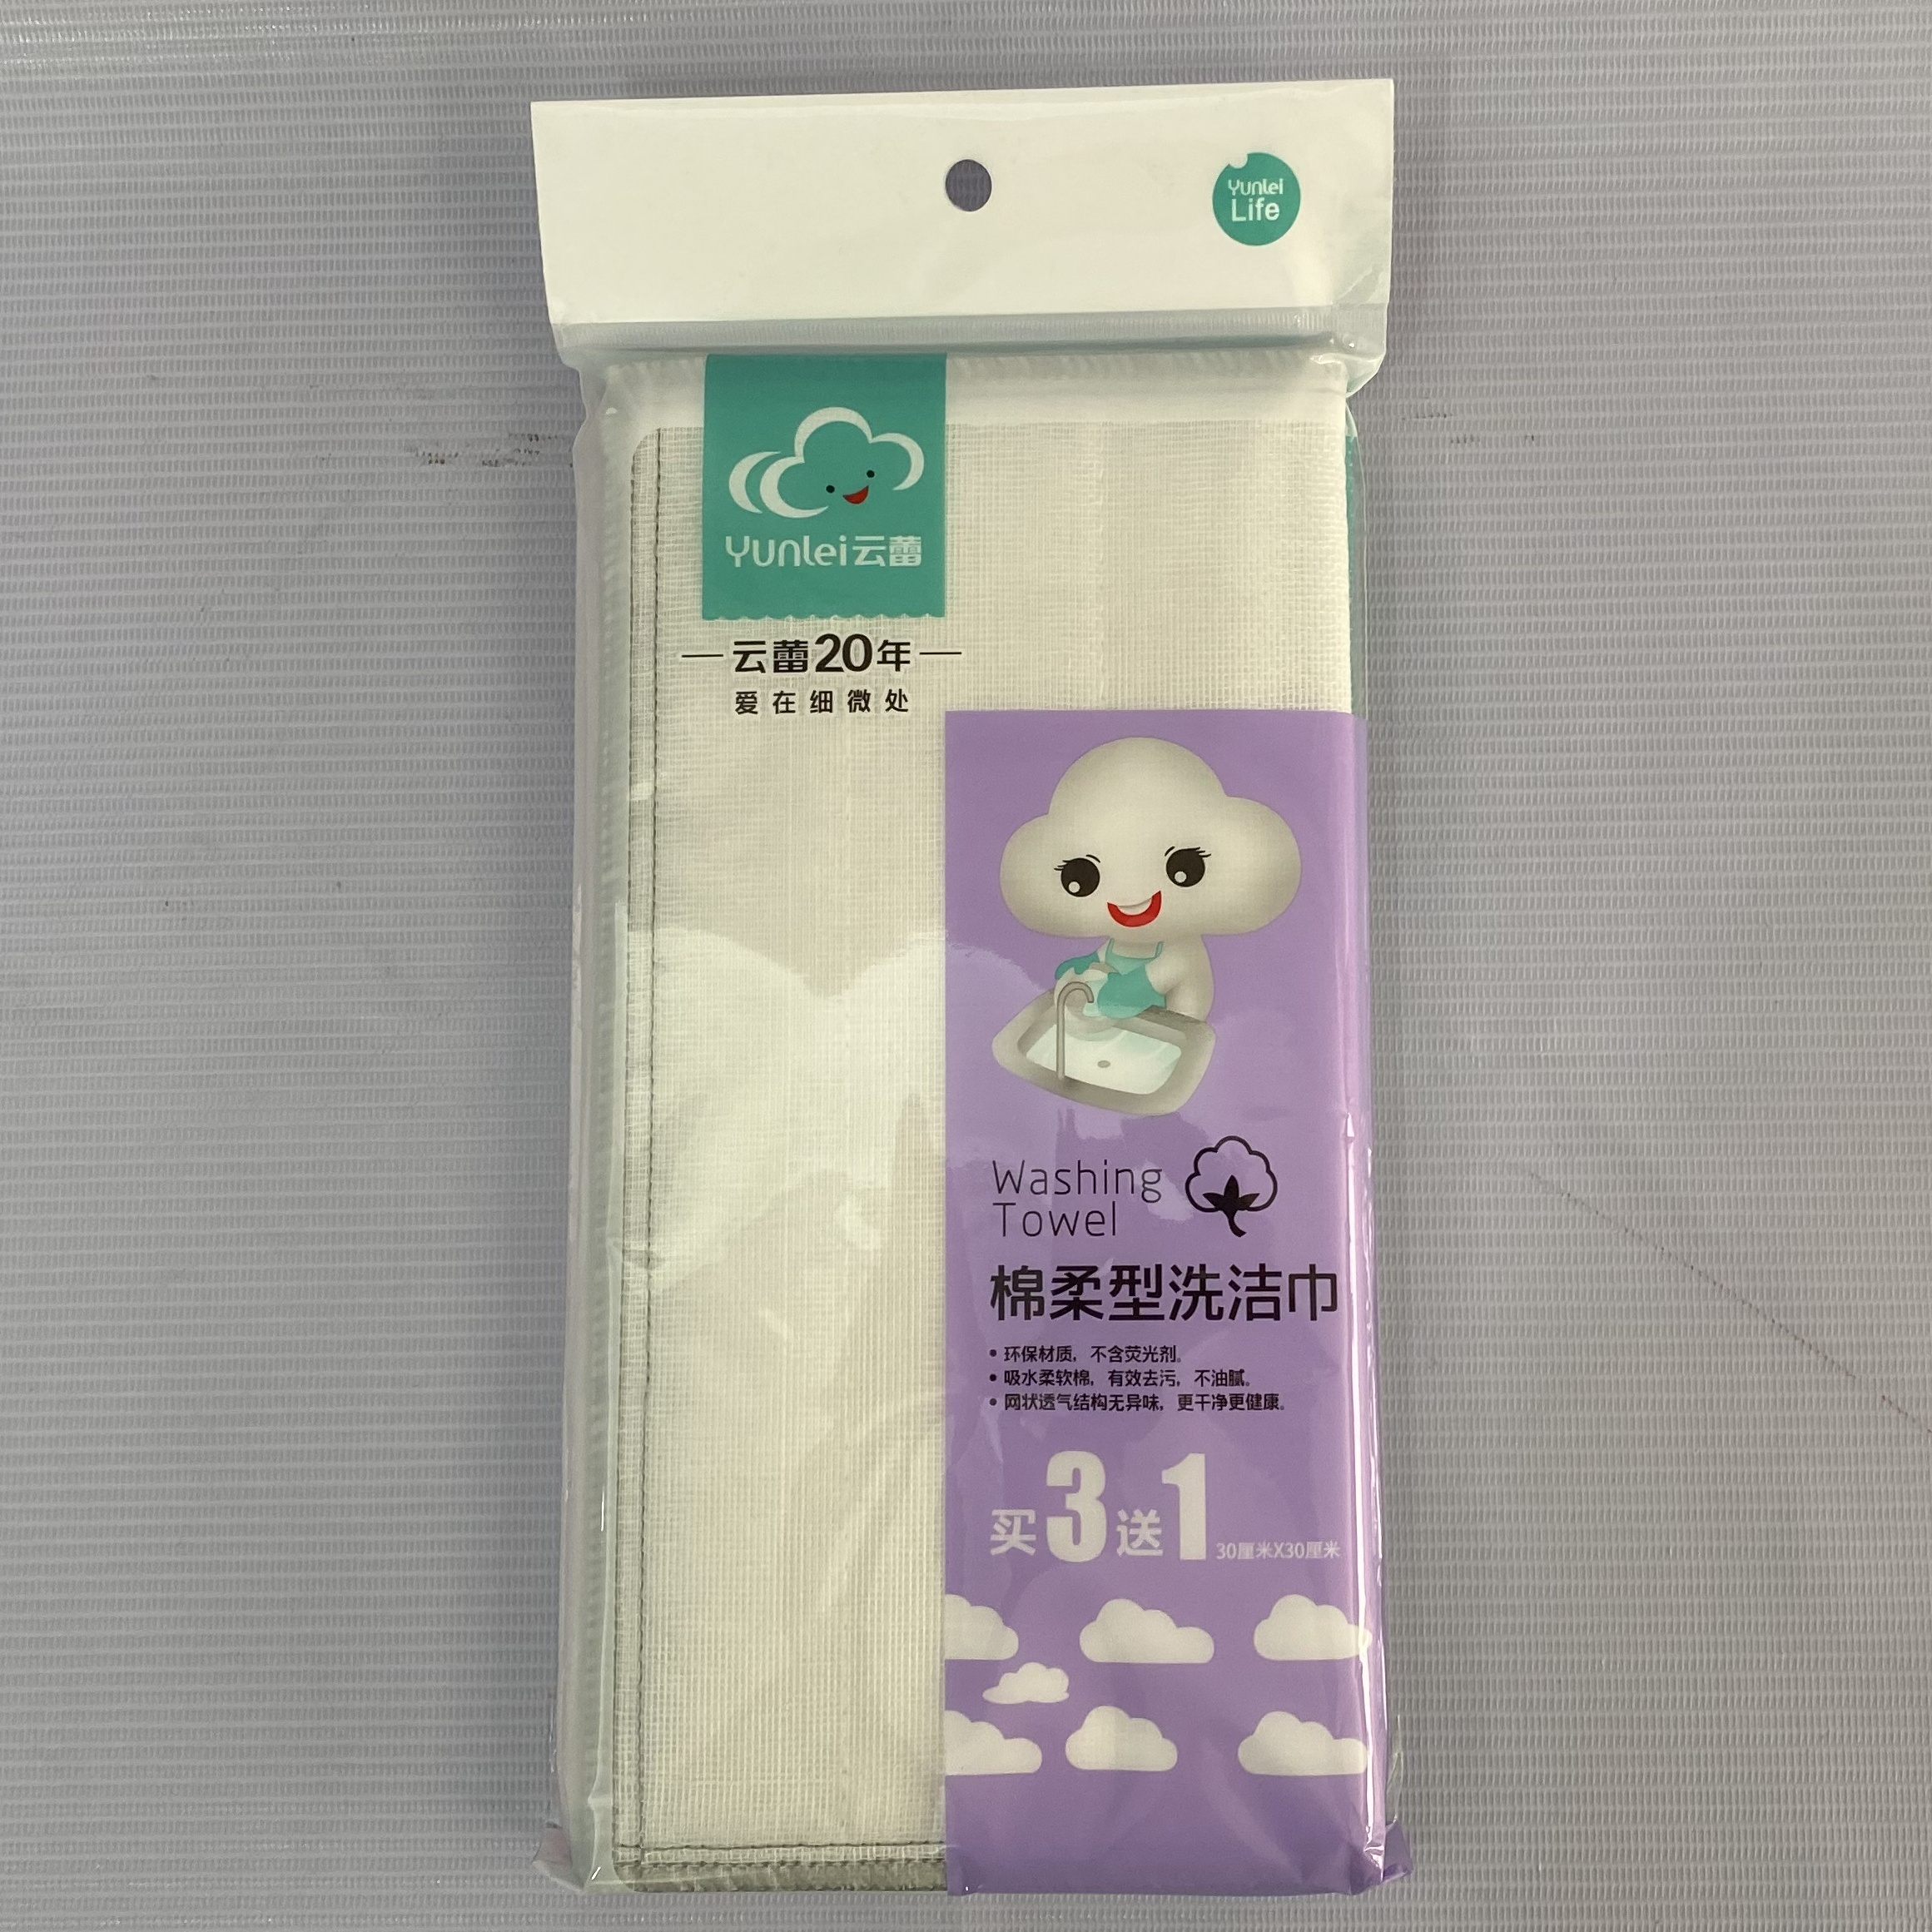 Yunlei
Life
Yunlei云蕾
云蕾20年
爱在细微处
Washing
Towel
棉柔型洗洁巾
• 环保材质，不含荧光剂。
• 吸水柔软棉，有效去污，不油腻。
• 网状透气结构无异味，更干净更健康。
买3送1 30厘米X30厘米